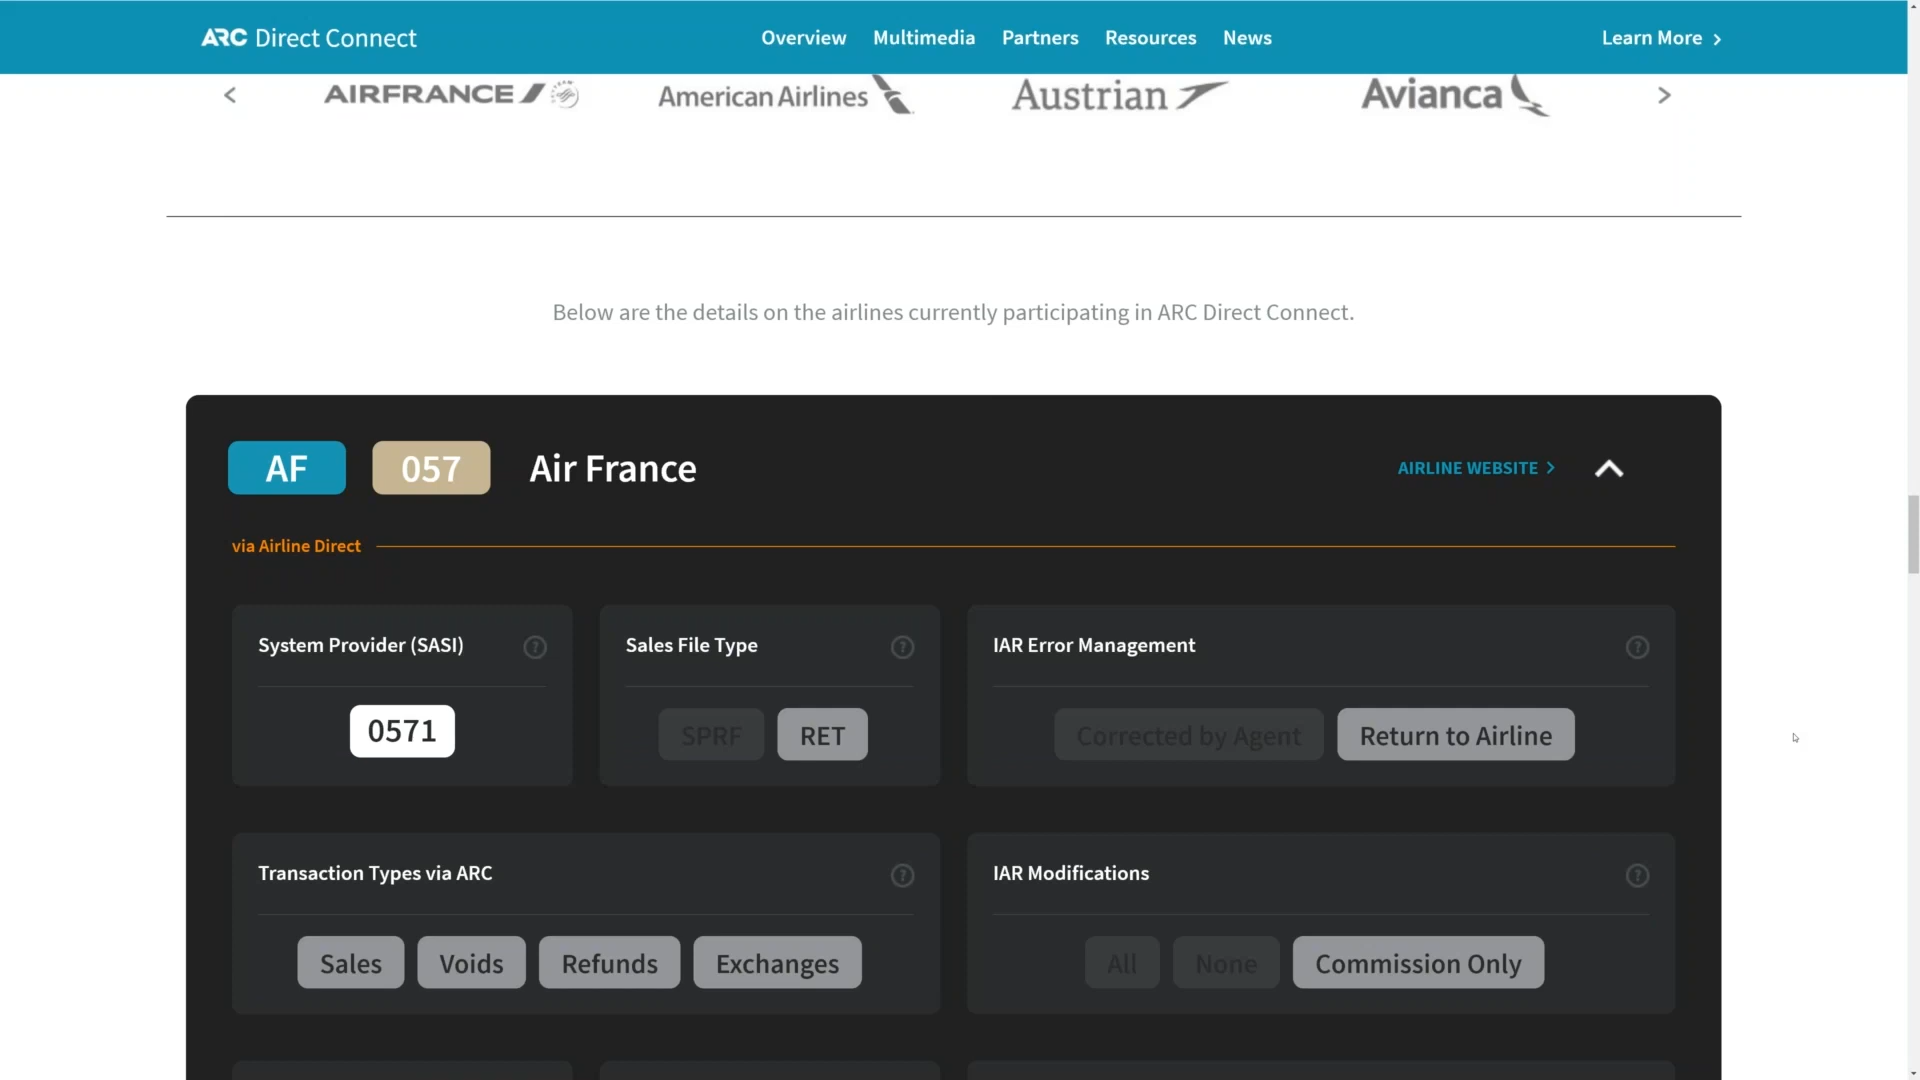 ARC Direct Connect
Overview Multimedia Partners Resources News
Learn More
AIRFRANCE
American Airlines
Austrian
Avianca
Below are the details on the airlines currently participating in ARC Direct Connect.
AF 057 Air France
AIRLINE WEBSITE
via Airline Direct
System Provider (SASI) ?
0571
Sales File Type ?
SPRF RET
IAR Error Management ?
Corrected by Agent Return to Airline
Transaction Types via ARC ?
Sales Voids Refunds Exchanges
IAR Modifications ?
All None Commission Only